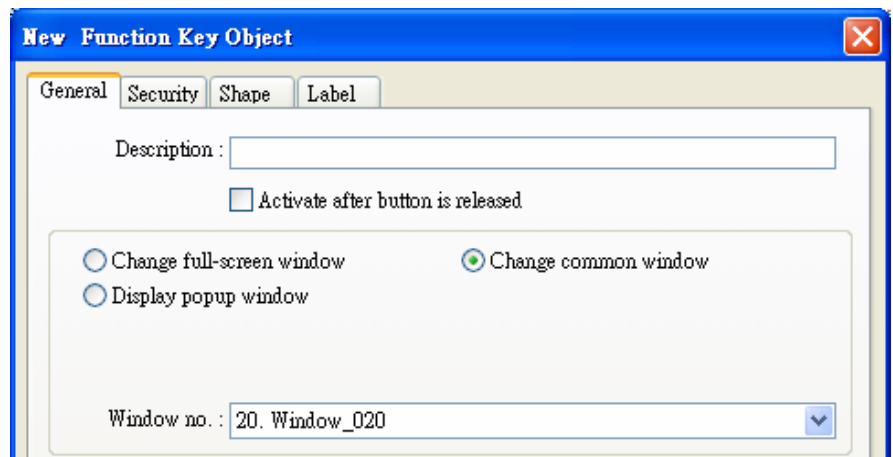 New Function Key Object
General Security Shape Label
Description :
Activate after button is released
Change full-screen window Change common window
Display popup window
Window no. : 20. Window_020